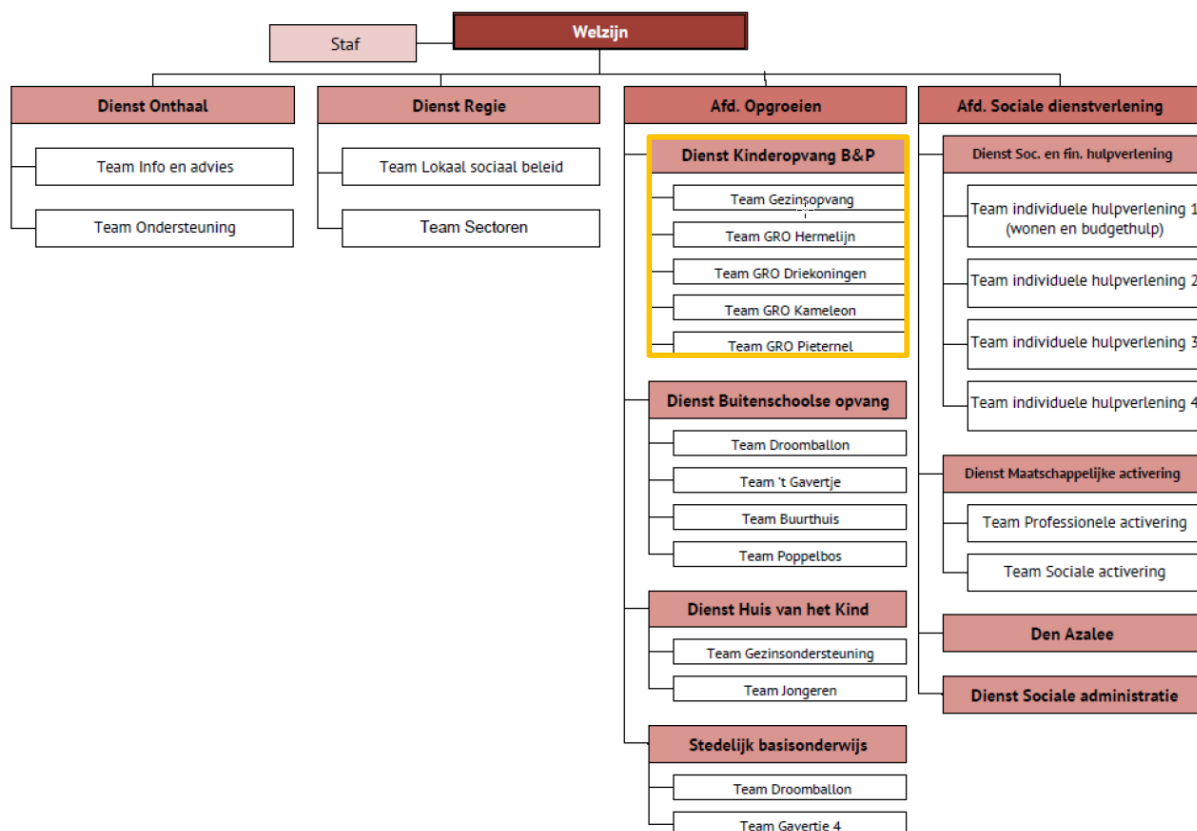 Welzijn
Staf
Dienst Onthaal
Team Info en advies
Team Ondersteuning
Dienst Regie
Team Lokaal sociaal beleid
Team Sectoren
Afd. Opgroeien
Dienst Kinderopvang B&P
Team Gezinsopvang
Team GRO Hermelijn
Team GRO Driekoningen
Team GRO Kameleon
Team GRO Pieternel
Dienst Buitenschoolse opvang
Team Droomballon
Team 't Gavertje
Team Buurthuis
Team Poppelbos
Dienst Huis van het Kind
Team Gezinsondersteuning
Team Jongeren
Stedelijk basisonderwijs
Team Droomballon
Team Gavertje 4
Afd. Sociale dienstverlening
Dienst Soc. en fin. hulpverlening
Team individuele hulpverlening 1
(wonen en budgethulp)
Team individuele hulpverlening 2
Team individuele hulpverlening 3
Team individuele hulpverlening 4
Dienst Maatschappelijke activering
Team Professionele activering
Team Sociale activering
Den Azalee
Dienst Sociale administratie